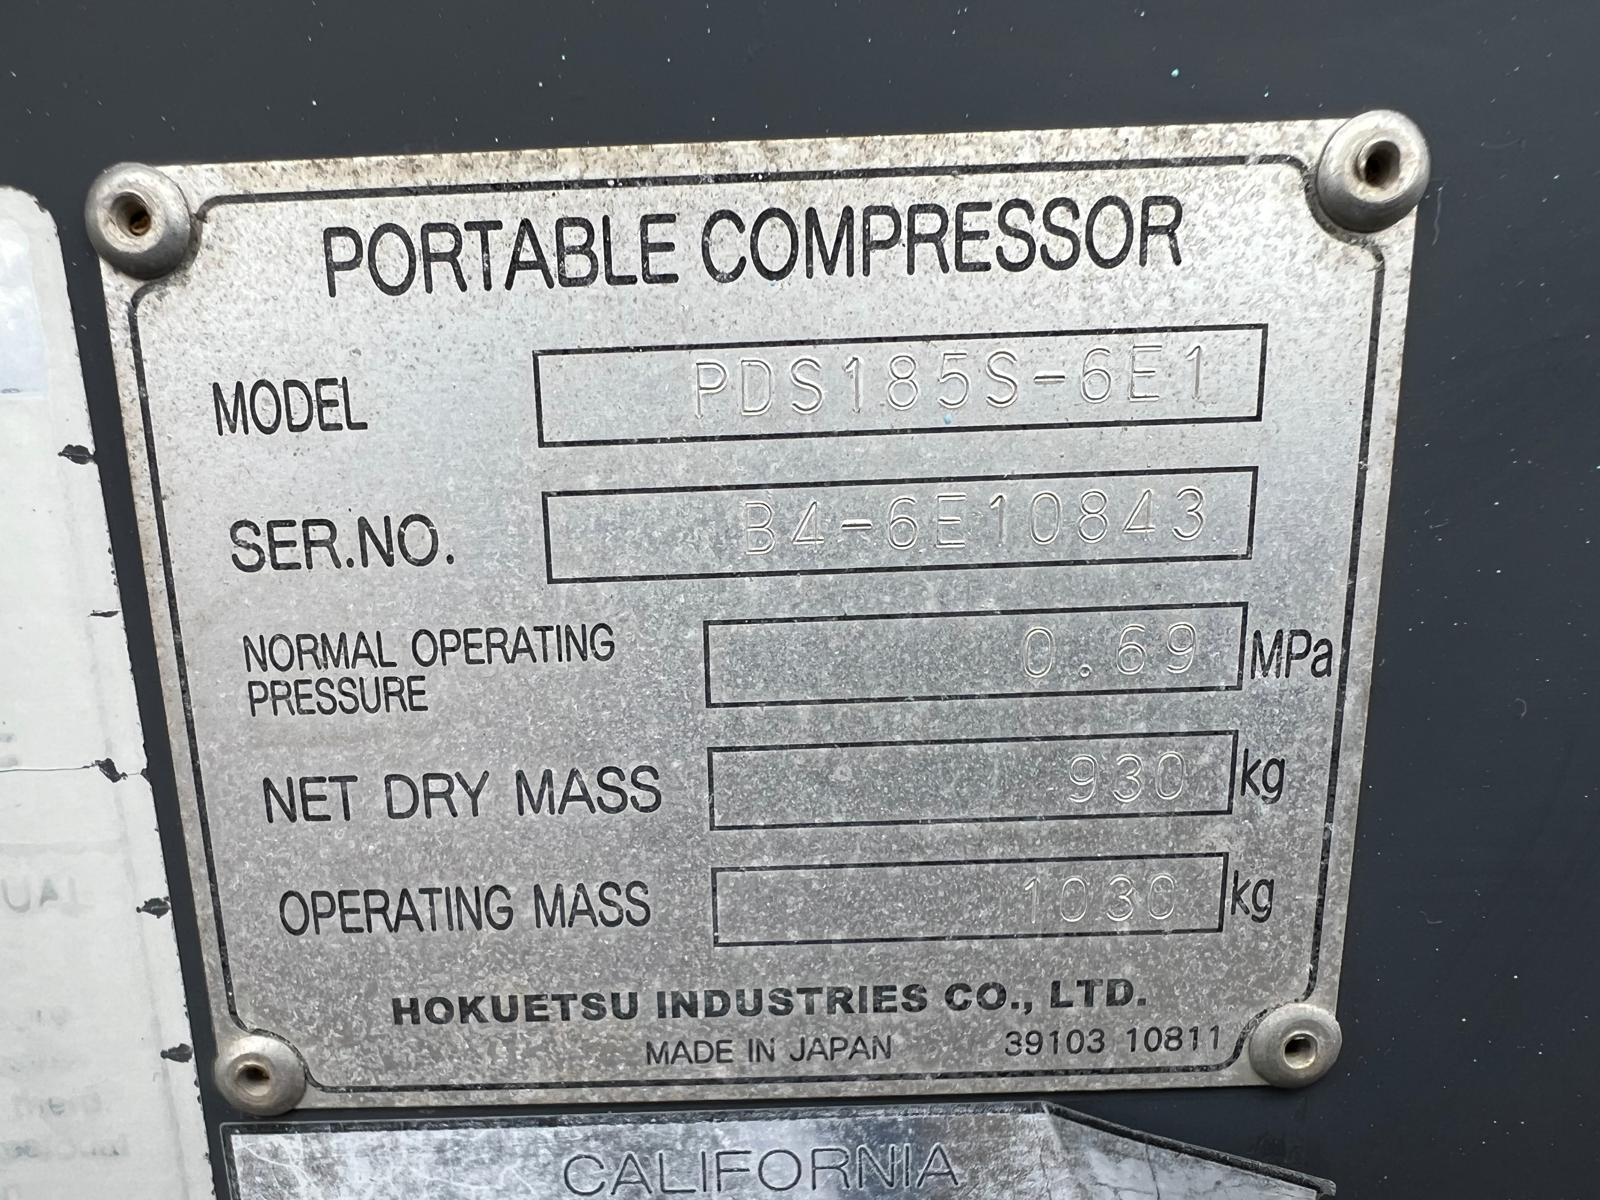 PORTABLE COMPRESSOR
MODEL PDS185S-6E1
SER.NO. B4-6E10843
NORMAL OPERATING
PRESSURE 0.69 MPa
NET DRY MASS 930 kg
OPERATING MASS 1030 kg
HOKUETSU INDUSTRIES CO., LTD.
MADE IN JAPAN 39103 10811
CALIFORNIA